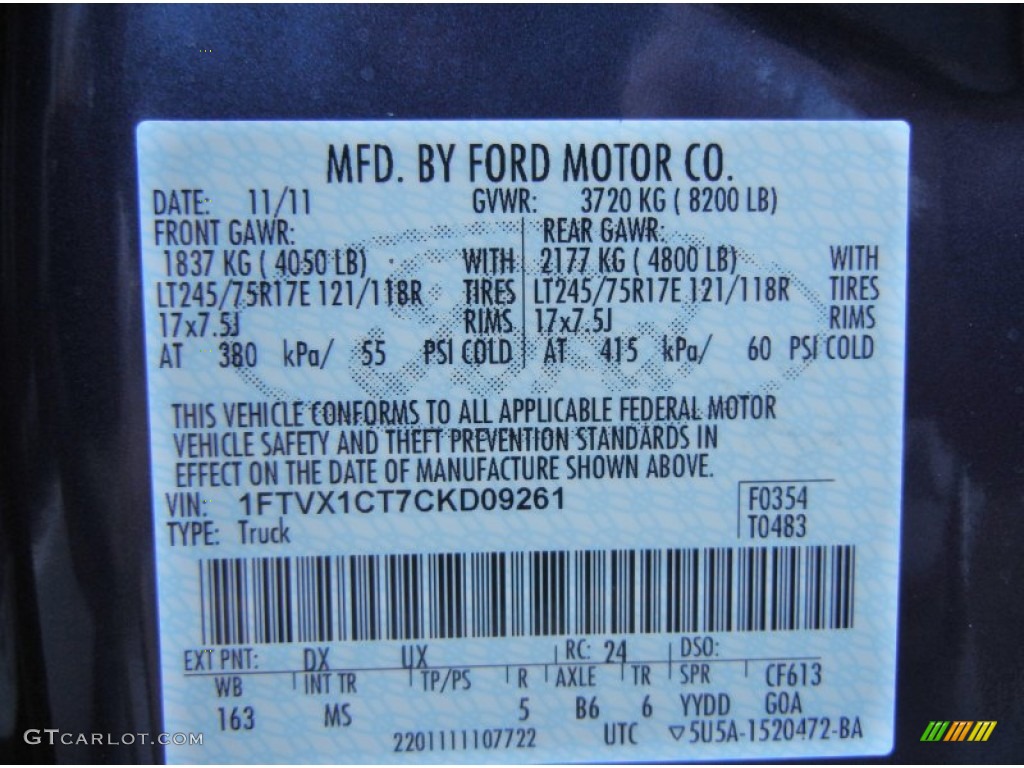 MFD. BY FORD MOTOR CO.
DATE: 11/11 GVWR: 3720 KG ( 8200 LB)
FRONT GAWR: REAR GAWR:
1837 KG ( 4050 LB) WITH 2177 KG ( 4800 LB) WITH
LT245/75R17E 121/118R TIRES LT245/75R17E 121/118R TIRES
17x7.5J RIMS 17x7.5J RIMS
AT 380 kPa/ 55 PSI COLD AT 415 kPa/ 60 PSI COLD
THIS VEHICLE CONFORMS TO ALL APPLICABLE FEDERAL MOTOR
VEHICLE SAFETY AND THEFT PREVENTION STANDARDS IN
EFFECT ON THE DATE OF MANUFACTURE SHOWN ABOVE.
VIN: 1FTVX1CT7CKD09261 F0354
TYPE: Truck T0483
EXT PNT: DX UX RC: 24 DSO:
WB INT TR TP/PS R AXLE TR SPR CF613
163 MS 5 B6 6 YYDD GOA
2201111107722 UTC ▽5U5A-1520472-BA
GTCARLOT.COM